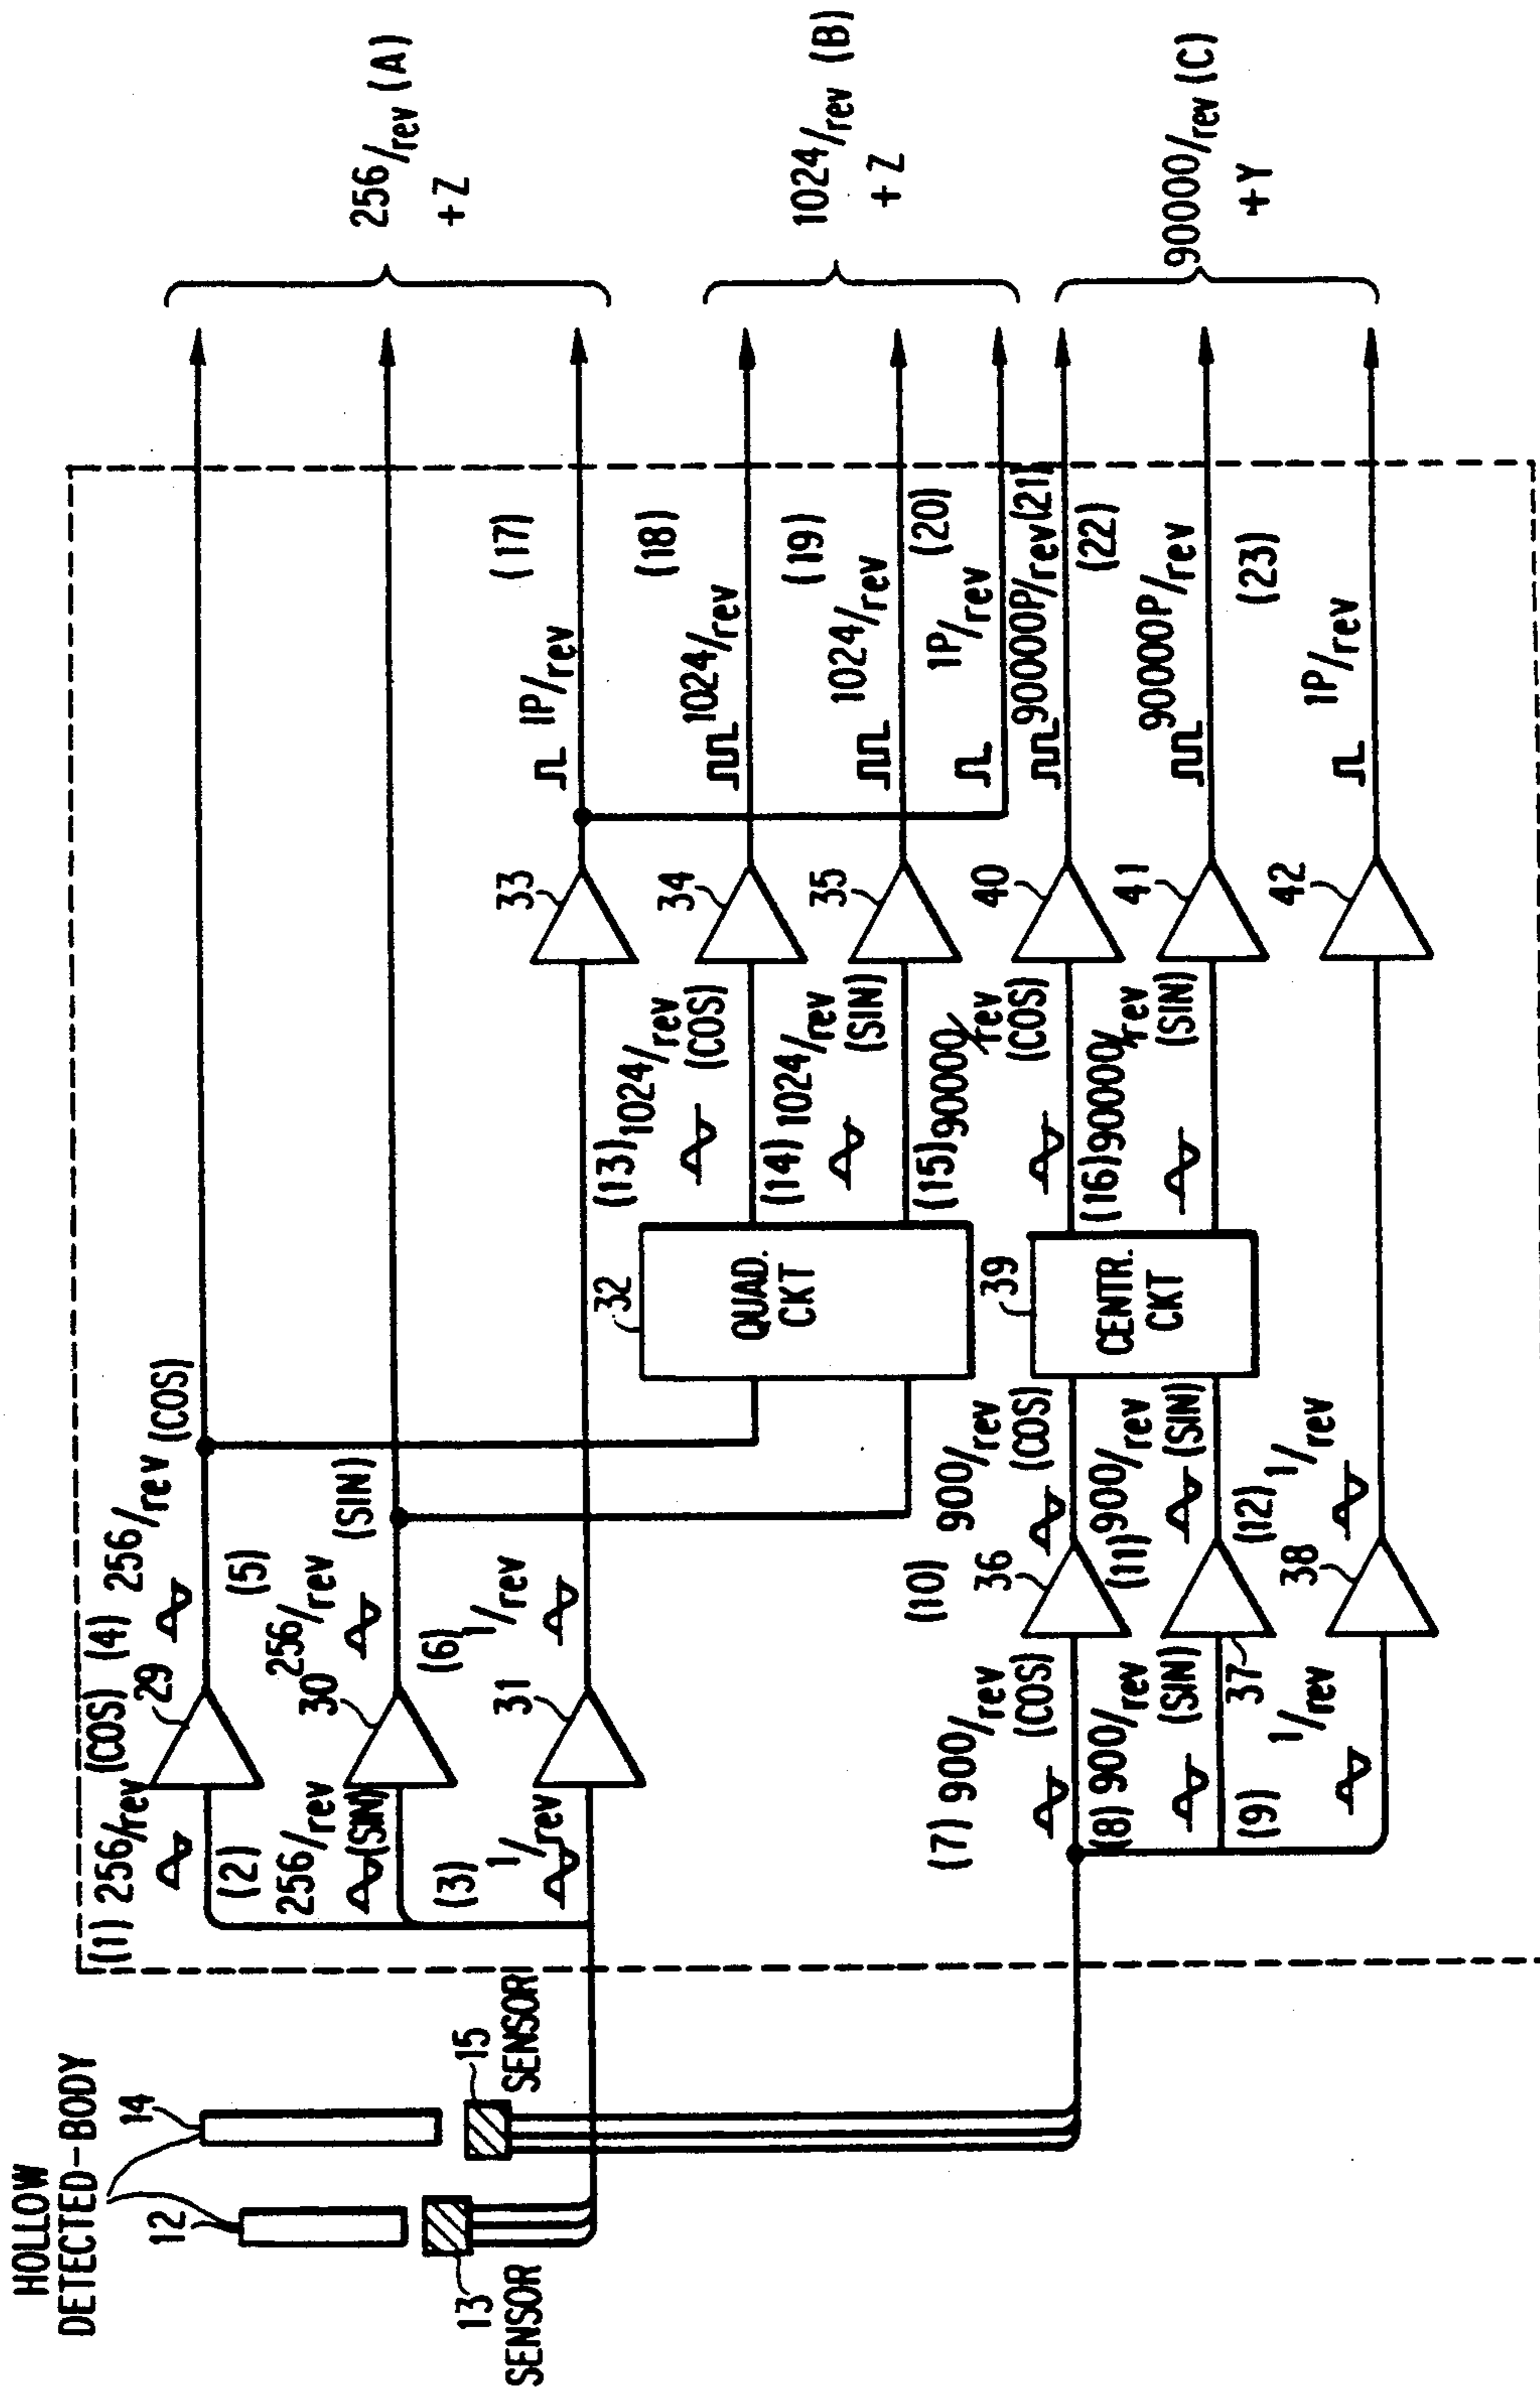 HOLLOW
DETECTED-BODY
12
14
13
SENSOR
15
SENSOR
(1) 256/rev (COS)
29
(4) 256/rev (COS)
(2)
256/rev
(SIN)
30
(5)
256/rev
(SIN)
(3)
1/rev
31
(6)
1/rev
(7) 900/rev
(COS)
36
(10)
900/rev
(COS)
(8) 900/rev
(SIN)
37
(11)
900/rev
(SIN)
(9)
1/rev
38
(12) 1/rev
32
QUAD.
CKT
39
CENTR.
CKT
(13) 1024/rev
(COS)
(14) 1024/rev
(SIN)
(15) 90000/rev
(COS)
(16) 90000/rev
(SIN)
33
34
35
40
41
42
1P/rev
(17)
1024/rev
(18)
1024/rev
(19)
1P/rev
(20)
90000P/rev (21)
90000P/rev
(22)
1P/rev
(23)
256/rev (A)
+Z
1024/rev (B)
+Z
90000/rev (C)
+Y